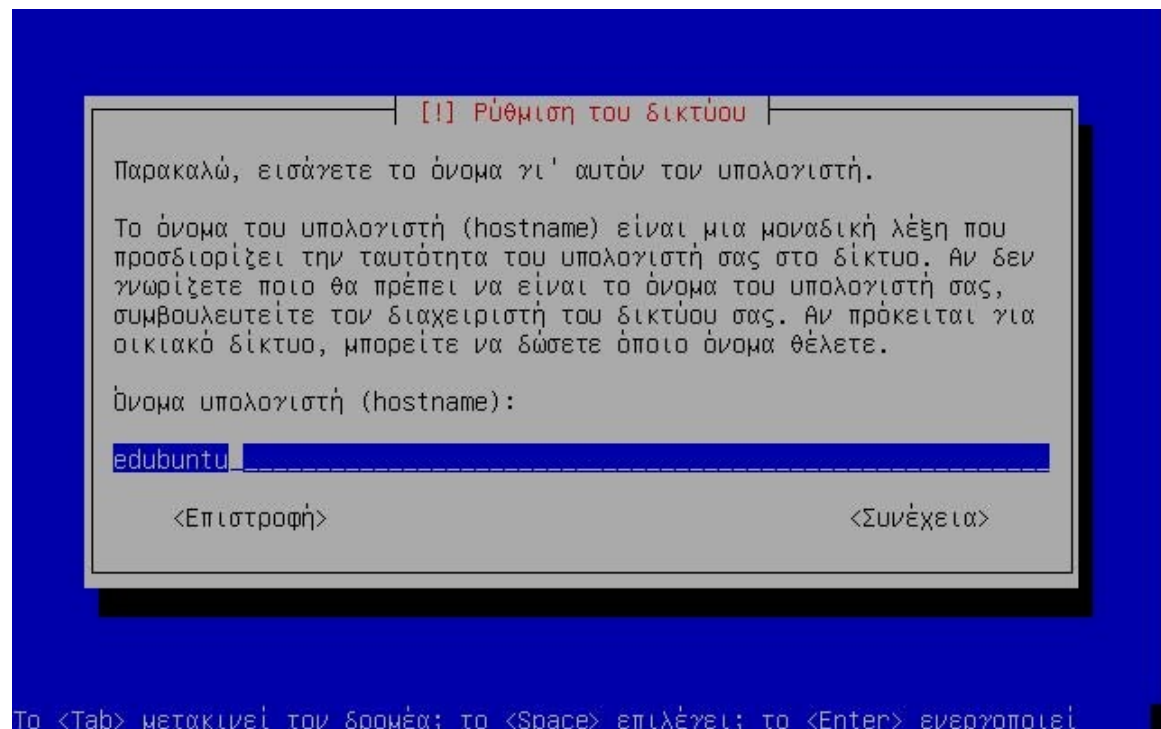 [!] Ρύθμιση του δικτύου
Παρακαλώ, εισάγετε το όνομα γι' αυτόν τον υπολογιστή.
Το όνομα του υπολογιστή (hostname) είναι μια μοναδική λέξη που
προσδιορίζει την ταυτότητα του υπολογιστή σας στο δίκτυο. Αν δεν
γνωρίζετε ποιο θα πρέπει να είναι το όνομα του υπολογιστή σας,
συμβουλευτείτε τον διαχειριστή του δικτύου σας. Αν πρόκειται για
οικιακό δίκτυο, μπορείτε να δώσετε όποιο όνομα θέλετε.
Όνομα υπολογιστή (hostname):
edubuntu
<Επιστροφή> <Συνέχεια>
Το <Tab> μετακινεί τον δρομέα; το <Space> επιλέγει; το <Enter> ενεργοποιεί